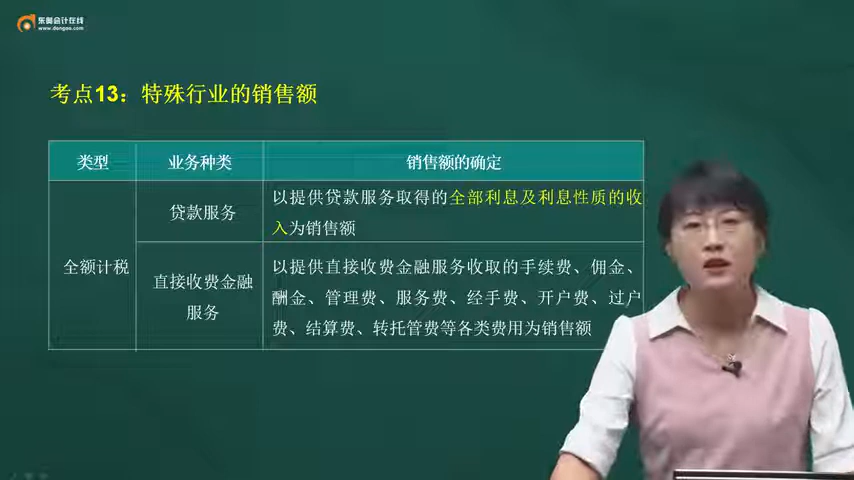 东奥会计在线
www.dongao.com
考点13：特殊行业的销售额
类型 业务种类 销售额的确定
全额计税
贷款服务
以提供贷款服务取得的全部利息及利息性质的收
入为销售额
直接收费金融
服务
以提供直接收费金融服务收取的手续费、佣金、
酬金、管理费、服务费、经手费、开户费、过户
费、结算费、转托管费等各类费用为销售额